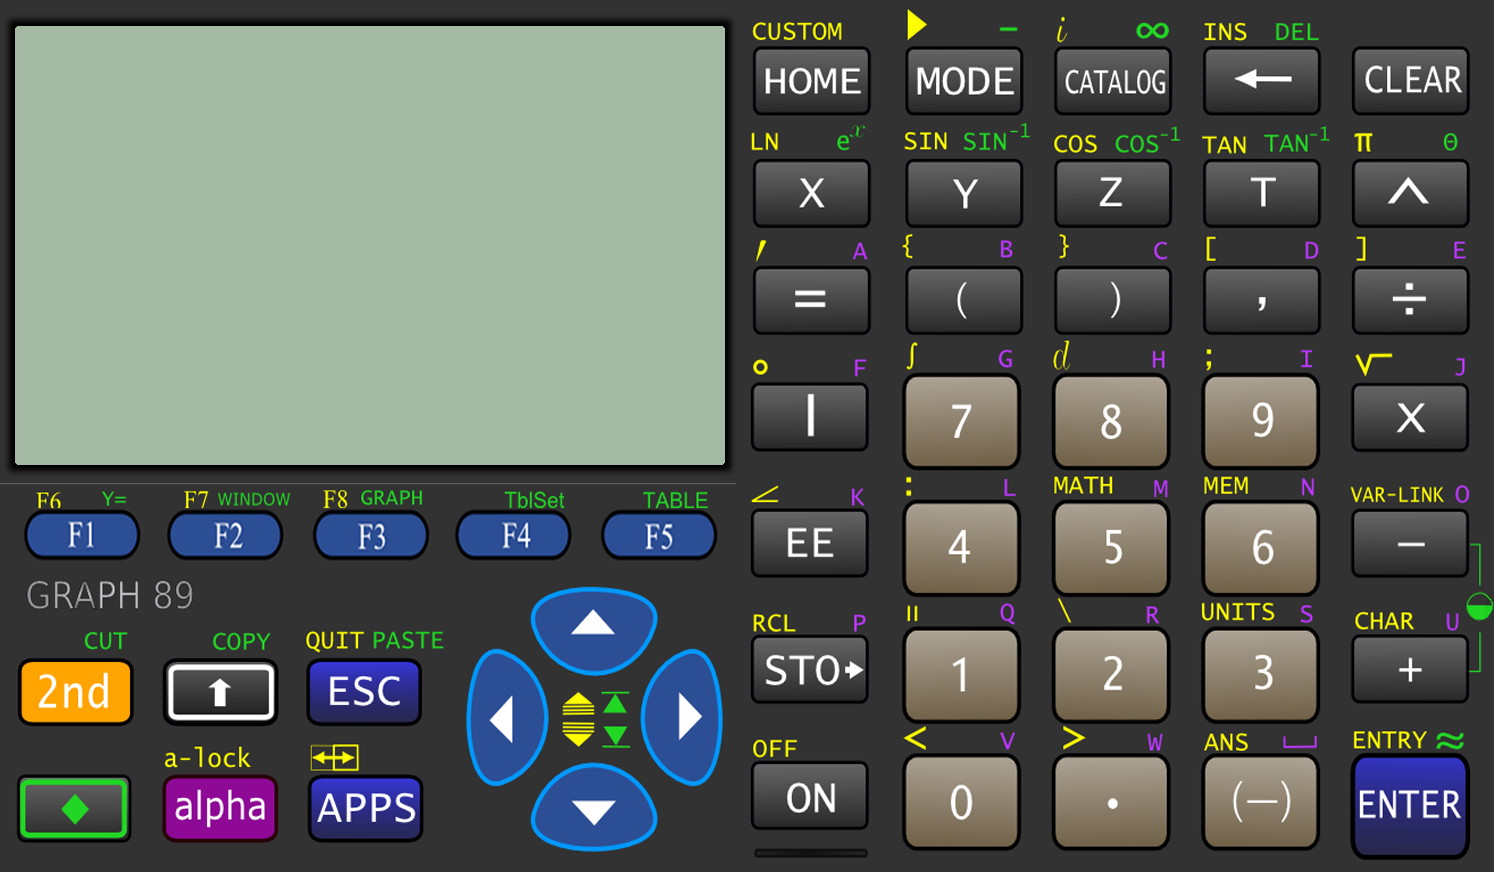 CUSTOM ▶ − i ∞ INS DEL
HOME MODE CATALOG ← CLEAR
LN eˣ SIN SIN⁻¹ COS COS⁻¹ TAN TAN⁻¹ π θ
X Y Z T ^
′ A { B } C [ D ] E
= ( ) , ÷
° F ∫ G d H ; I √ J
| 7 8 9 X
∠ K : L MATH M MEM N VAR-LINK O
EE 4 5 6 −
RCL P " Q \ R UNITS S CHAR U
STO➧ 1 2 3 +
OFF < V > W ANS ⎵ ENTRY ≈
ON 0 . (−) ENTER
F6 Y= F7 WINDOW F8 GRAPH TblSet TABLE
F1 F2 F3 F4 F5
GRAPH 89
CUT COPY QUIT PASTE
2nd ⬆ ESC
a-lock
◆ alpha APPS